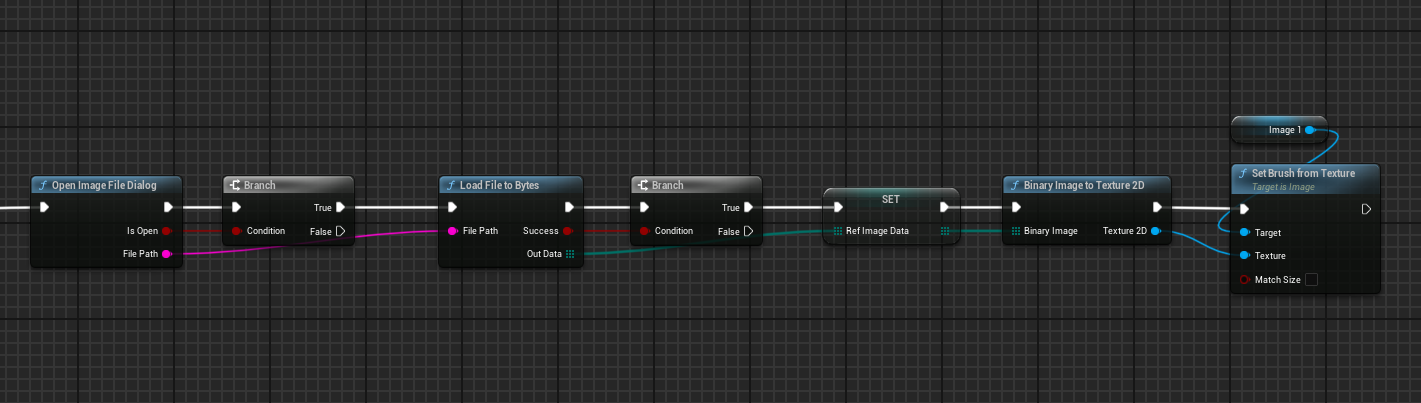 Image 1
Open Image File Dialog
Is Open
File Path
Branch
True
Condition
False
Load File to Bytes
File Path
Success
Out Data
Branch
True
Condition
False
SET
Ref Image Data
Binary Image to Texture 2D
Binary Image
Texture 2D
Set Brush from Texture
Target is Image
Target
Texture
Match Size